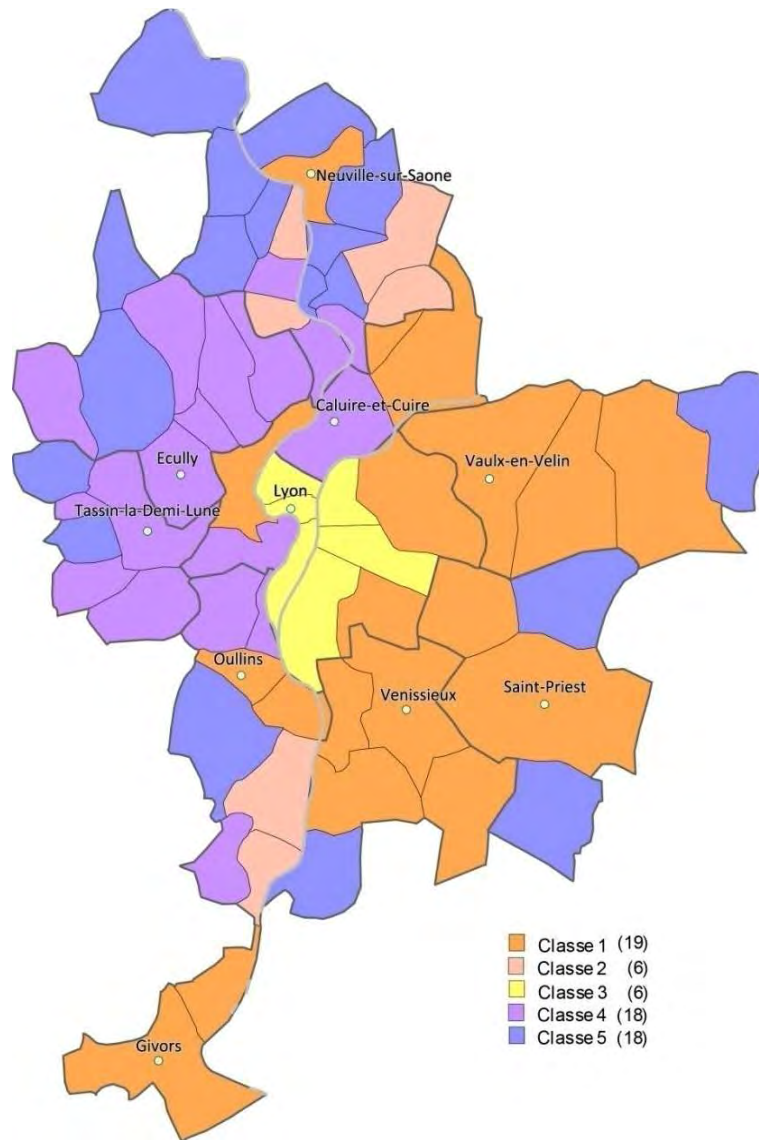 Neuville-sur-Saone
Caluire-et-Cuire
Ecully
Vaulx-en-Velin
Lyon
Tassin-la-Demi-Lune
Oullins
Venissieux
Saint-Priest
Classe 1 (19)
Classe 2 (6)
Classe 3 (6)
Classe 4 (18)
Classe 5 (18)
Givors